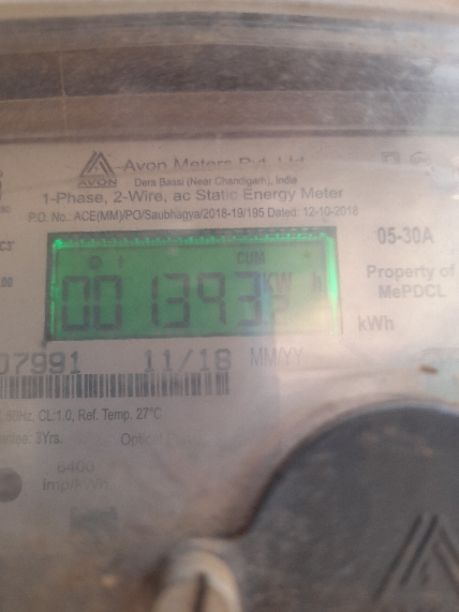 Avon Meters Pvt. Ltd.
AVON
Dera Bassi (Near Chandigarh), India
1-Phase, 2-Wire, ac Static Energy Meter
P.O. No.: ACE(MM)/PO/Saubhagya/2018-19/195 Dated: 12-10-2018
05-30A
CUM
001393
KW h
Property of
MePDCL
kWh
07991 11/18 MM/YY
60Hz, CL:1.0, Ref. Temp. 27°C
3Yrs. Optical
6400
imp/kWh